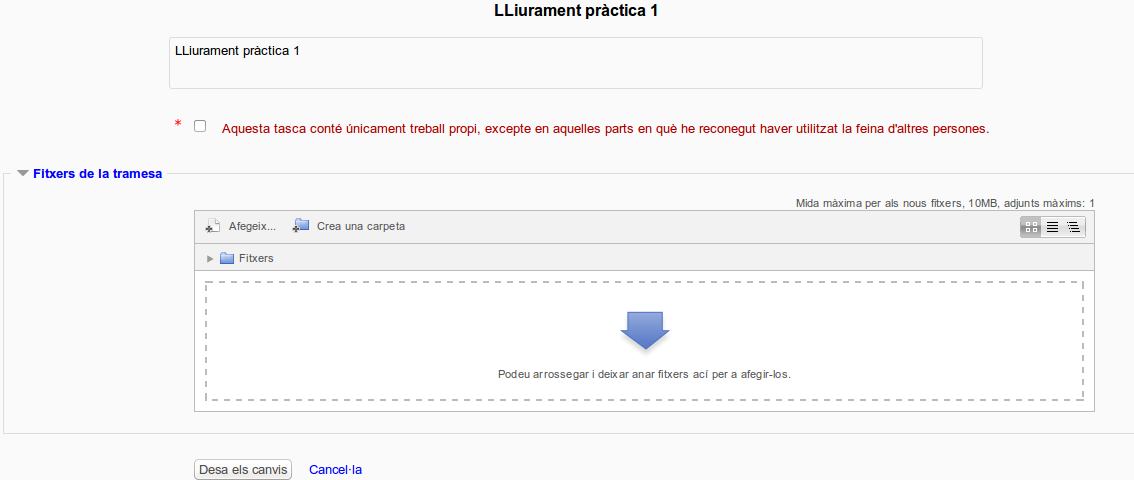 LLiurament pràctica 1
LLiurament pràctica 1
* Aquesta tasca conté únicament treball propi, excepte en aquelles parts en què he reconegut haver utilitzat la feina d'altres persones.
Fitxers de la tramesa
Mida màxima per als nous fitxers, 10MB, adjunts màxims: 1
Afegeix... Crea una carpeta
Fitxers
Podeu arrossegar i deixar anar fitxers ací per a afegir-los.
Desa els canvis Cancel·la